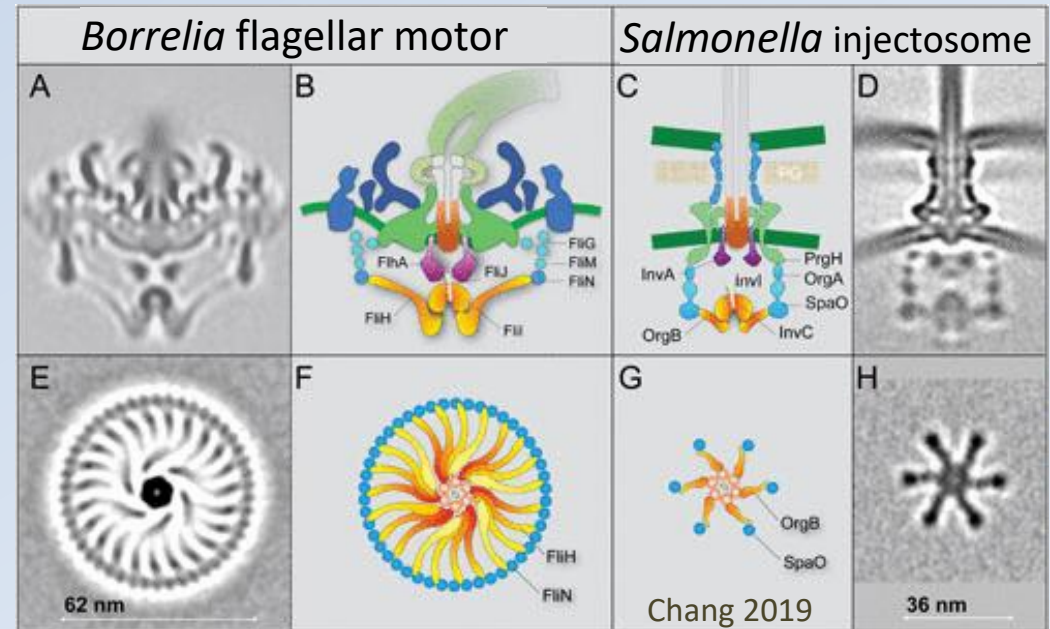 Borrelia flagellar motor
Salmonella injectosome
A
B
C
D
PG
FliG
FliM
FliN
FlhA
FliJ
FliH
FliI
InvA
InvI
PrgH
OrgA
SpaO
OrgB
InvC
E
F
G
H
FliH
FliN
OrgB
SpaO
62 nm
Chang 2019
36 nm